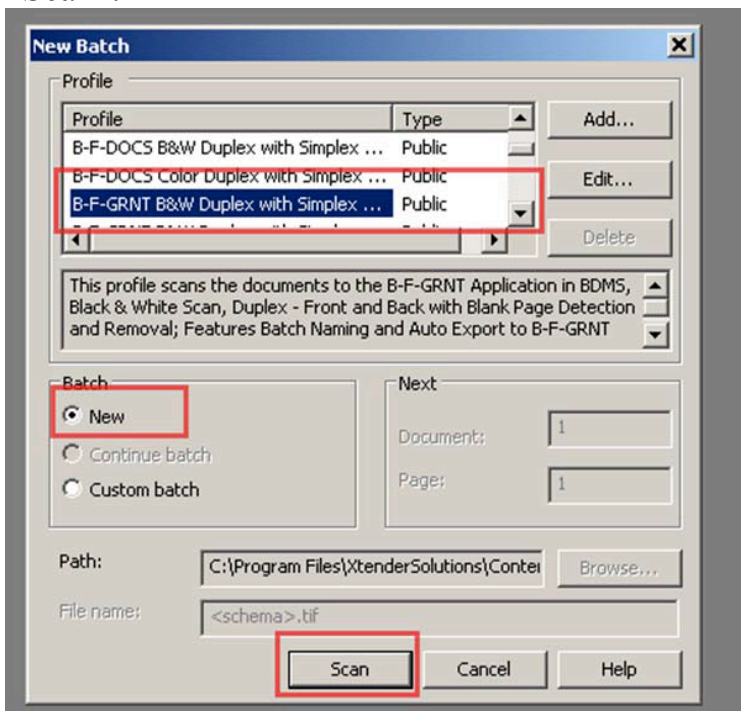 New Batch
Profile
Profile Type
B-F-DOCS B&W Duplex with Simplex ... Public
B-F-DOCS Color Duplex with Simplex ... Public
B-F-GRNT B&W Duplex with Simplex ... Public
Add...
Edit...
Delete
This profile scans the documents to the B-F-GRNT Application in BDMS,
Black & White Scan, Duplex - Front and Back with Blank Page Detection
and Removal; Features Batch Naming and Auto Export to B-F-GRNT
Batch
New
Continue batch
Custom batch
Next
Document: 1
Page: 1
Path: C:\Program Files\XtenderSolutions\Conte
Browse...
File name: <schema>.tif
Scan Cancel Help